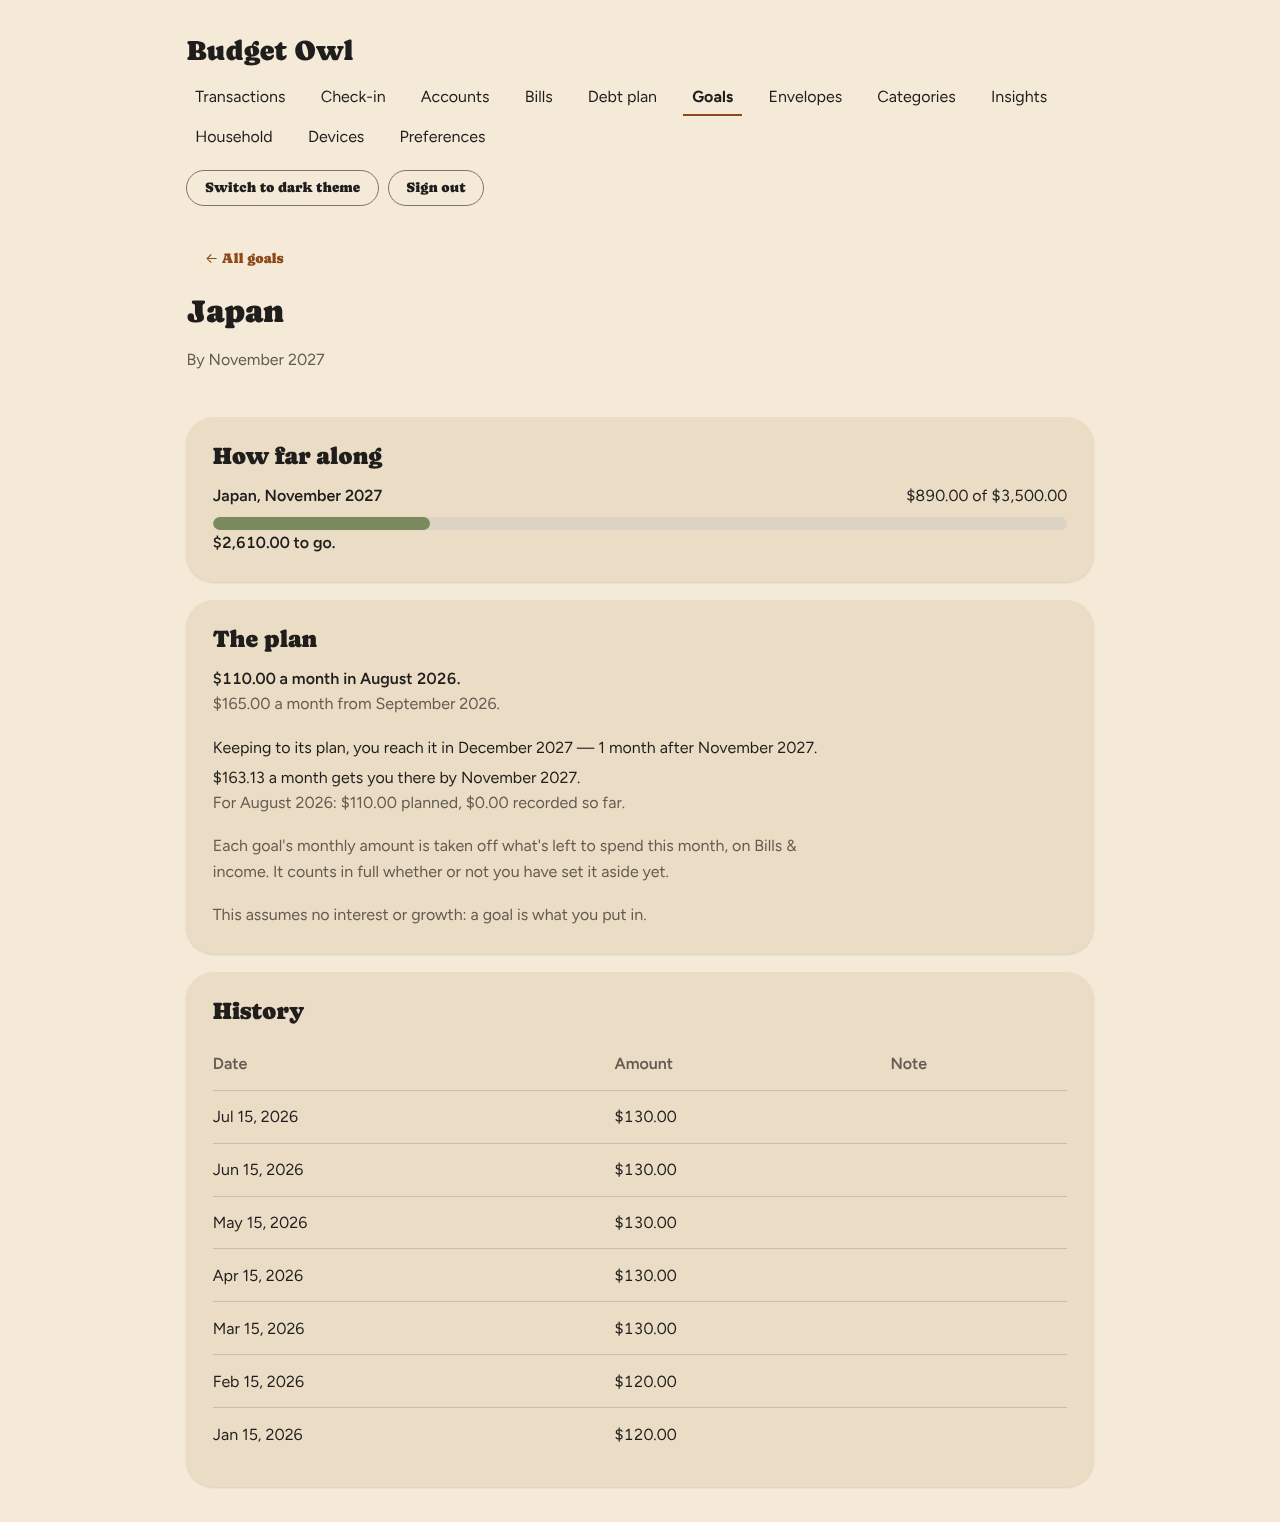 Budget Owl
Transactions Check-in Accounts Bills Debt plan Goals Envelopes Categories Insights
Household Devices Preferences
Switch to dark theme Sign out
← All goals
Japan
By November 2027
How far along
Japan, November 2027 $890.00 of $3,500.00
$2,610.00 to go.
The plan
$110.00 a month in August 2026.
$165.00 a month from September 2026.
Keeping to its plan, you reach it in December 2027 — 1 month after November 2027.
$163.13 a month gets you there by November 2027.
For August 2026: $110.00 planned, $0.00 recorded so far.
Each goal's monthly amount is taken off what's left to spend this month, on Bills &
income. It counts in full whether or not you have set it aside yet.
This assumes no interest or growth: a goal is what you put in.
History
Date Amount Note
Jul 15, 2026 $130.00
Jun 15, 2026 $130.00
May 15, 2026 $130.00
Apr 15, 2026 $130.00
Mar 15, 2026 $130.00
Feb 15, 2026 $120.00
Jan 15, 2026 $120.00